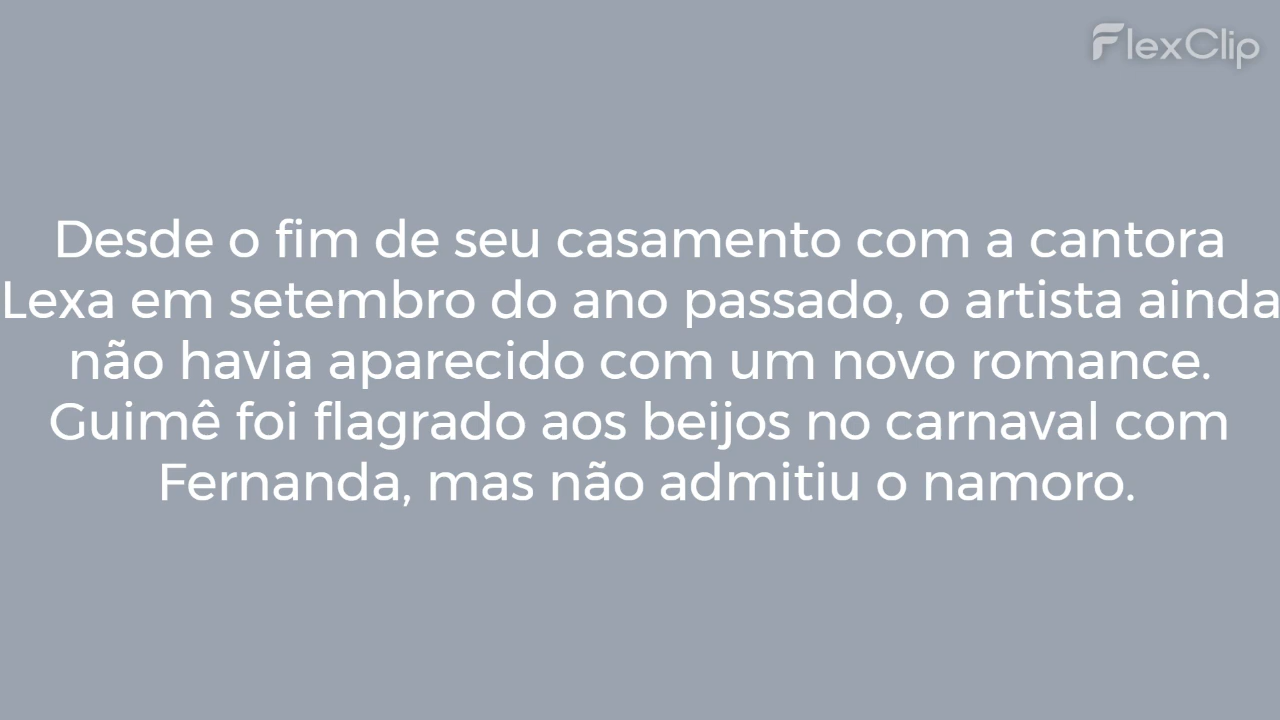 FlexClip
Desde o fim de seu casamento com a cantora
Lexa em setembro do ano passado, o artista ainda
não havia aparecido com um novo romance.
Guimê foi flagrado aos beijos no carnaval com
Fernanda, mas não admitiu o namoro.